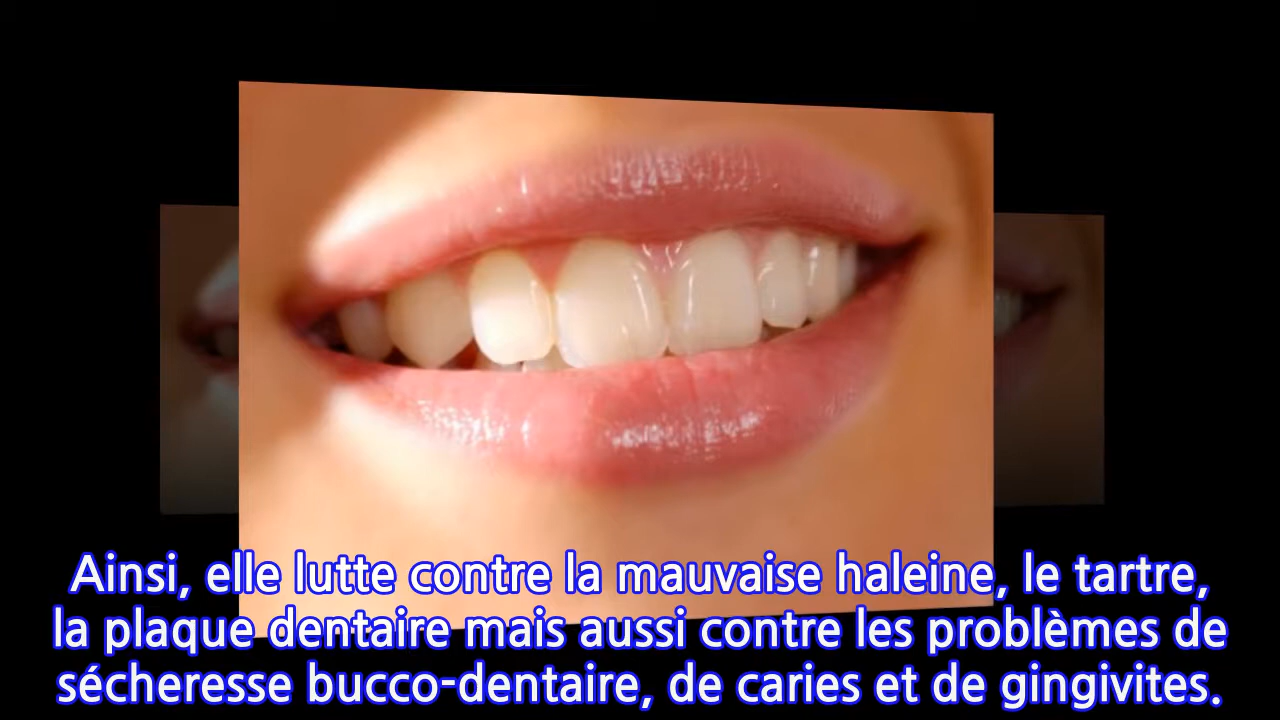 Ainsi, elle lutte contre la mauvaise haleine, le tartre,
la plaque dentaire mais aussi contre les problèmes de
sécheresse bucco-dentaire, de caries et de gingivites.